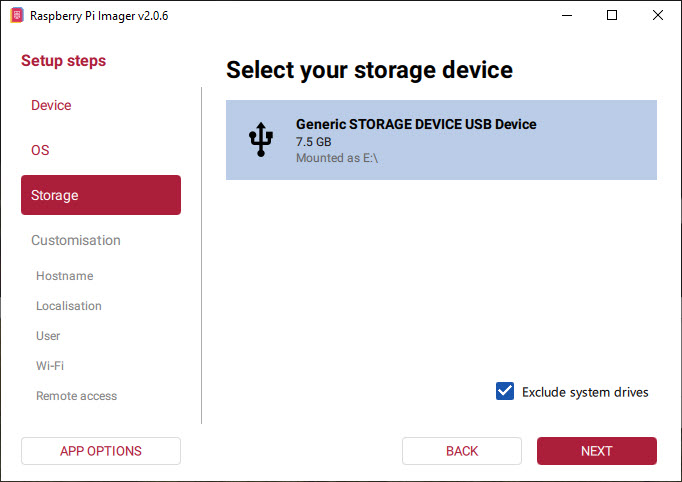 Raspberry Pi Imager v2.0.6
Setup steps
Device
OS
Storage
Customisation
Hostname
Localisation
User
Wi-Fi
Remote access
APP OPTIONS
Select your storage device
Generic STORAGE DEVICE USB Device
7.5 GB
Mounted as E:\
Exclude system drives
BACK
NEXT